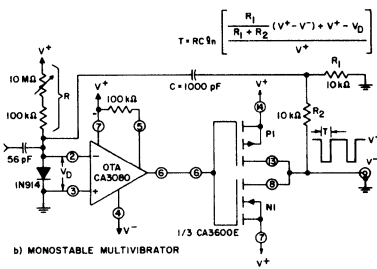 T = RC ℓn [ R1 / (R1 + R2) (V+ - V-) + V+ - VD / V+ ]
V+
10 MΩ
R
100 kΩ
56 pF
1N914
VD
C = 1000 pF
V+
100 kΩ
7
5
2
3
-
+
OTA
CA3080
6
4
V-
6
V+
14
P1
13
8
N1
7
V+
1/3 CA3600E
R1
10 kΩ
10 kΩ
R2
T
V+
V-
b) MONOSTABLE MULTIVIBRATOR